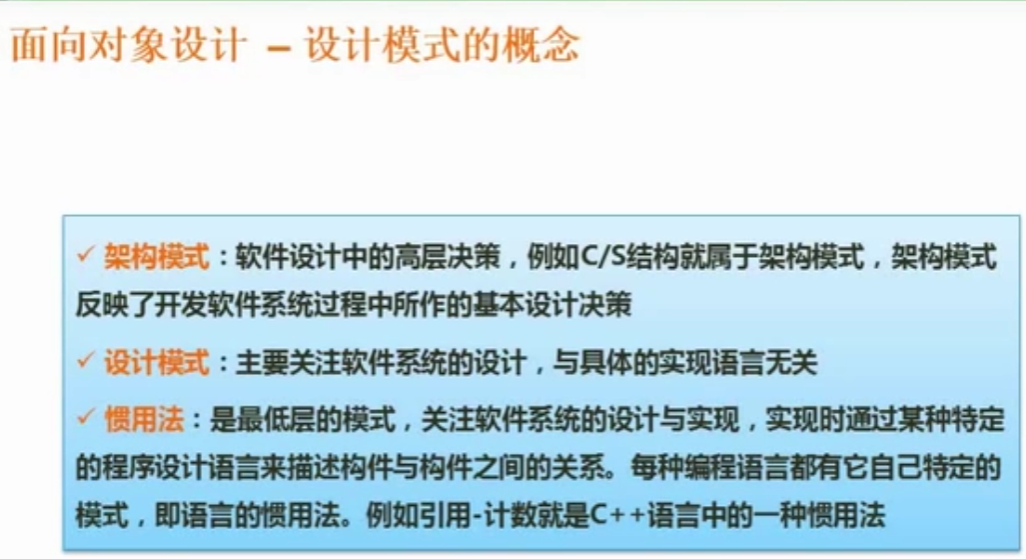 面向对象设计 – 设计模式的概念
✓ 架构模式：软件设计中的高层决策，例如C/S结构就属于架构模式，架构模式
反映了开发软件系统过程中所作的基本设计决策
✓ 设计模式：主要关注软件系统的设计，与具体的实现语言无关
✓ 惯用法：是最低层的模式，关注软件系统的设计与实现，实现时通过某种特定
的程序设计语言来描述构件与构件之间的关系。每种编程语言都有它自己特定的
模式，即语言的惯用法。例如引用-计数就是C++语言中的一种惯用法